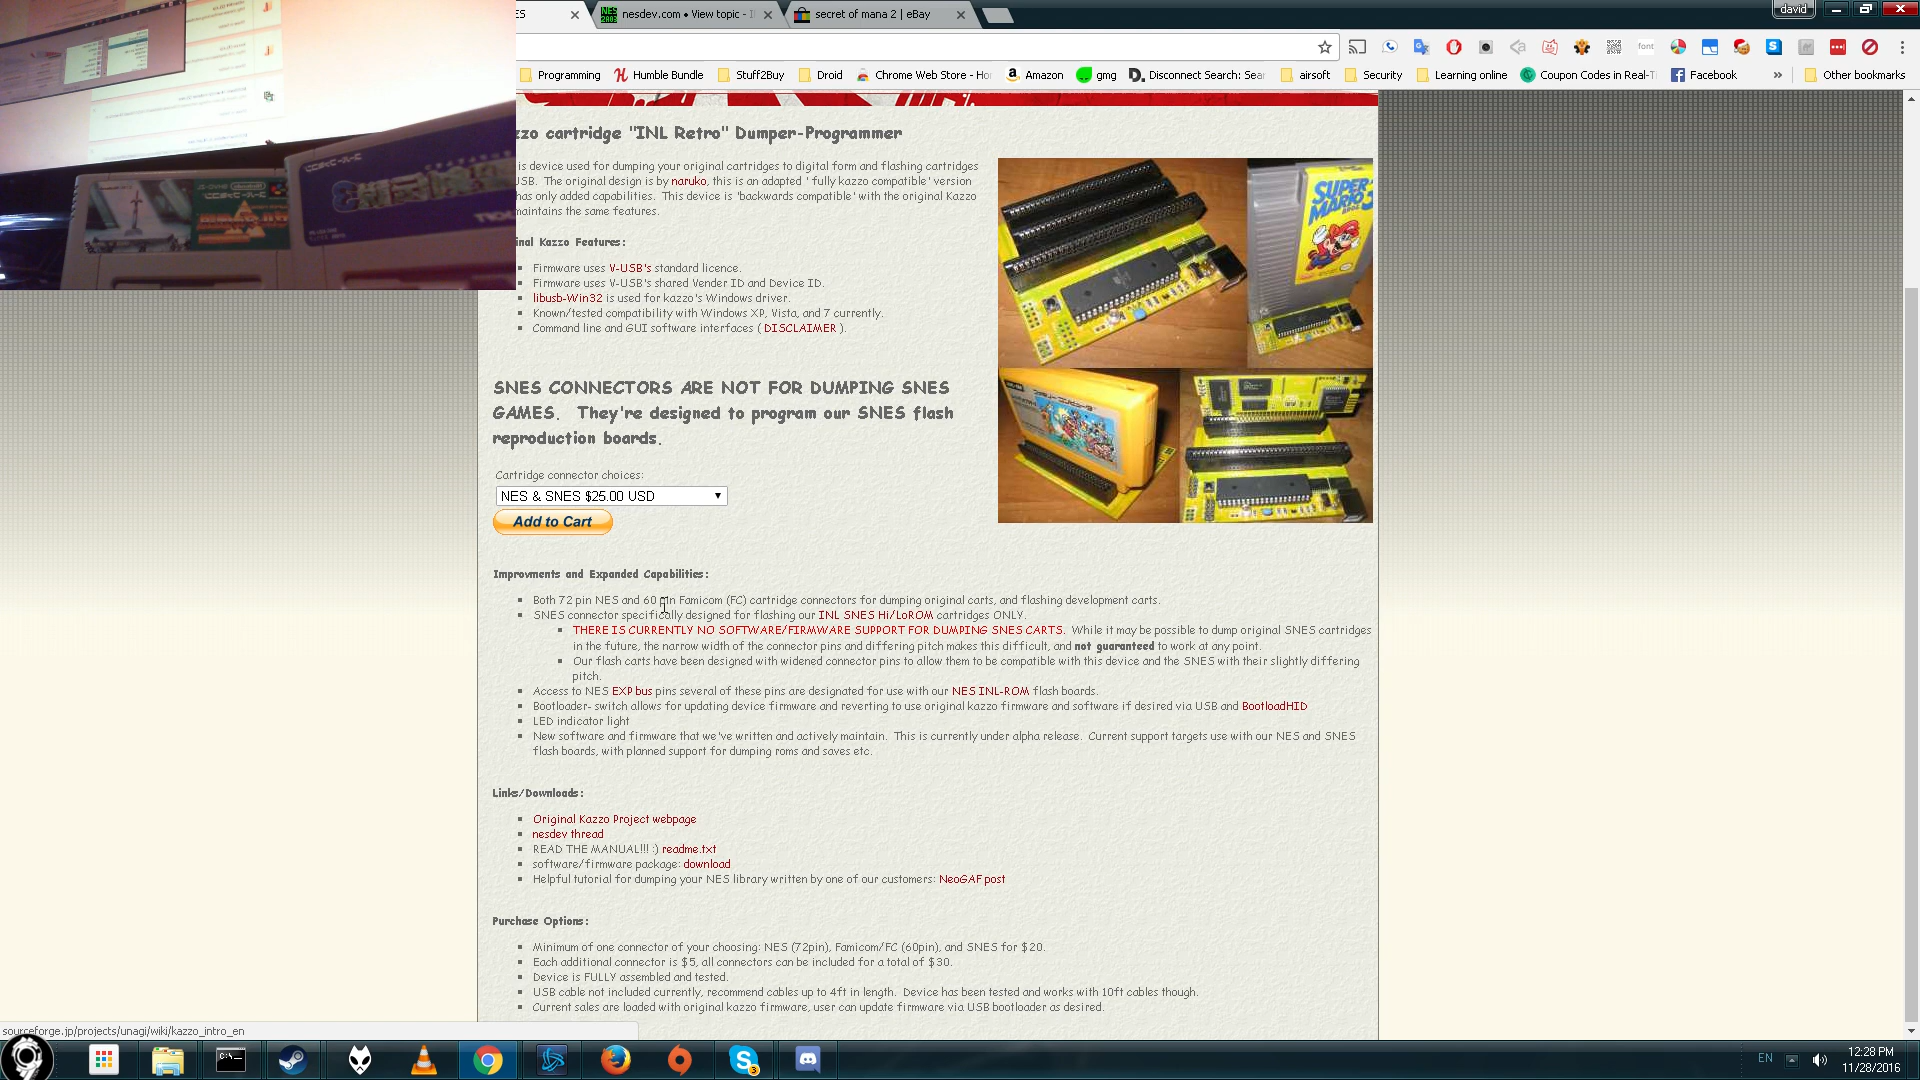 ES
nesdev.com • View topic - I
secret of mana 2 | eBay
david
font
Programming
Humble Bundle
Stuff2Buy
Droid
Chrome Web Store - Ho
Amazon
gmg
Disconnect Search: Sear
airsoft
Security
Learning online
Coupon Codes in Real-Ti
Facebook
»
Other bookmarks
zzo cartridge "INL Retro" Dumper-Programmer
is device used for dumping your original cartridges to digital form and flashing cartridges
USB. The original design is by naruko, this is an adapted ' fully kazzo compatible' version
has only added capabilities. This device is 'backwards compatible' with the original Kazzo
maintains the same features.
inal Kazzo Features:
Firmware uses V-USB's standard licence.
Firmware uses V-USB's shared Vender ID and Device ID.
libusb-Win32 is used for kazzo's Windows driver.
Known/tested compatibility with Windows XP, Vista, and 7 currently.
Command line and GUI software interfaces ( DISCLAIMER ).
SUPER
MARIO
BROS.
3
SNES CONNECTORS ARE NOT FOR DUMPING SNES
GAMES. They're designed to program our SNES flash
reproduction boards.
Cartridge connector choices:
NES & SNES $25.00 USD
Add to Cart
Improvments and Expanded Capabilities:
Both 72 pin NES and 60 pin Famicom (FC) cartridge connectors for dumping original carts, and flashing development carts.
SNES connector specifically designed for flashing our INL SNES Hi/LoROM cartridges ONLY.
THERE IS CURRENTLY NO SOFTWARE/FIRMWARE SUPPORT FOR DUMPING SNES CARTS. While it may be possible to dump original SNES cartridges
in the future, the narrow width of the connector pins and differing pitch makes this difficult, and not guaranteed to work at any point.
Our flash carts have been designed with widened connector pins to allow them to be compatible with this device and the SNES with their slightly differing
pitch.
Access to NES EXP bus pins several of these pins are designated for use with our NES INL-ROM flash boards.
Bootloader- switch allows for updating device firmware and reverting to use original kazzo firmware and software if desired via USB and BootloadHID
LED indicator light
New software and firmware that we've written and actively maintain. This is currently under alpha release. Current support targets use with our NES and SNES
flash boards, with planned support for dumping roms and saves etc.
Links/Downloads:
Original Kazzo Project webpage
nesdev thread
READ THE MANUAL!!! :) readme.txt
software/firmware package: download
Helpful tutorial for dumping your NES library written by one of our customers: NeoGAF post
Purchase Options:
Minimum of one connector of your choosing: NES (72pin), Famicom/FC (60pin), and SNES for $20.
Each additional connector is $5, all connectors can be included for a total of $30.
Device is FULLY assembled and tested.
USB cable not included currently, recommend cables up to 4ft in length. Device has been tested and works with 10ft cables though.
Current sales are loaded with original kazzo firmware, user can update firmware via USB bootloader as desired.
sourceforge.jp/projects/unagi/wiki/kazzo_intro_en
EN
12:28 PM
11/28/2016